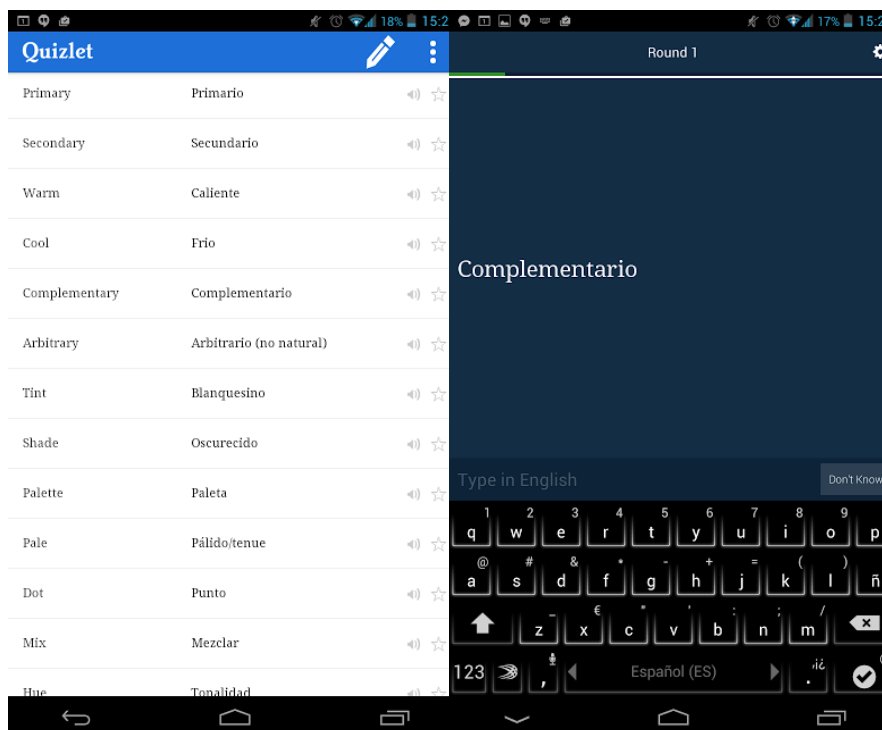 18% 15:2
Quizlet
Primary Primario
Secondary Secundario
Warm Caliente
Cool Frío
Complementary Complementario
Arbitrary Arbitrario (no natural)
Tint Blanquesino
Shade Oscurecido
Palette Paleta
Pale Pálido/tenue
Dot Punto
Mix Mezclar
Hue Tonalidad
17% 15:2
Round 1
Complementario
Type in English Don't Know
1 2 3 4 5 6 7 8 9
q w e r t y u i o p
@ # & * - + = ( )
a s d f g h j k l ñ
_ € " ' : ; /
z x c v b n m
123 , Español (ES) . ,¡¿